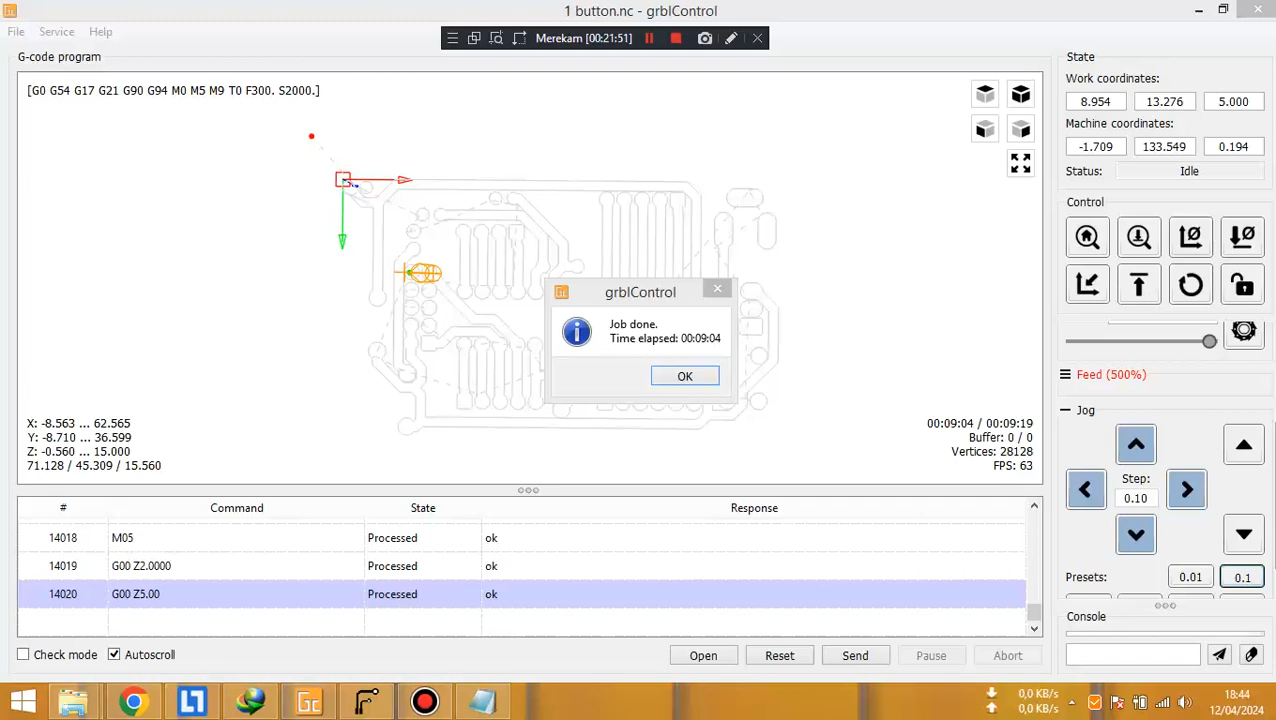 1 button.nc - grblControl
File Service Help
Merekam [00:21:51]
G-code program
[G0 G54 G17 G21 G90 G94 M0 M5 M9 T0 F300. S2000.]
X: -8.563 ... 62.565
Y: -8.710 ... 36.599
Z: -0.560 ... 15.000
71.128 / 45.309 / 15.560
00:09:04 / 00:09:19
Buffer: 0 / 0
Vertices: 28128
FPS: 63
grblControl
Job done.
Time elapsed: 00:09:04
OK
# Command State Response
14018 M05 Processed ok
14019 G00 Z2.0000 Processed ok
14020 G00 Z5.00 Processed ok
Check mode Autoscroll Open Reset Send Pause Abort
State
Work coordinates:
8.954 13.276 5.000
Machine coordinates:
-1.709 133.549 0.194
Status: Idle
Control
Feed (500%)
Jog
Step:
0.10
Presets: 0.01 0.1
Console
Gc
0,0 KB/s
0,0 KB/s
18:44
12/04/2024